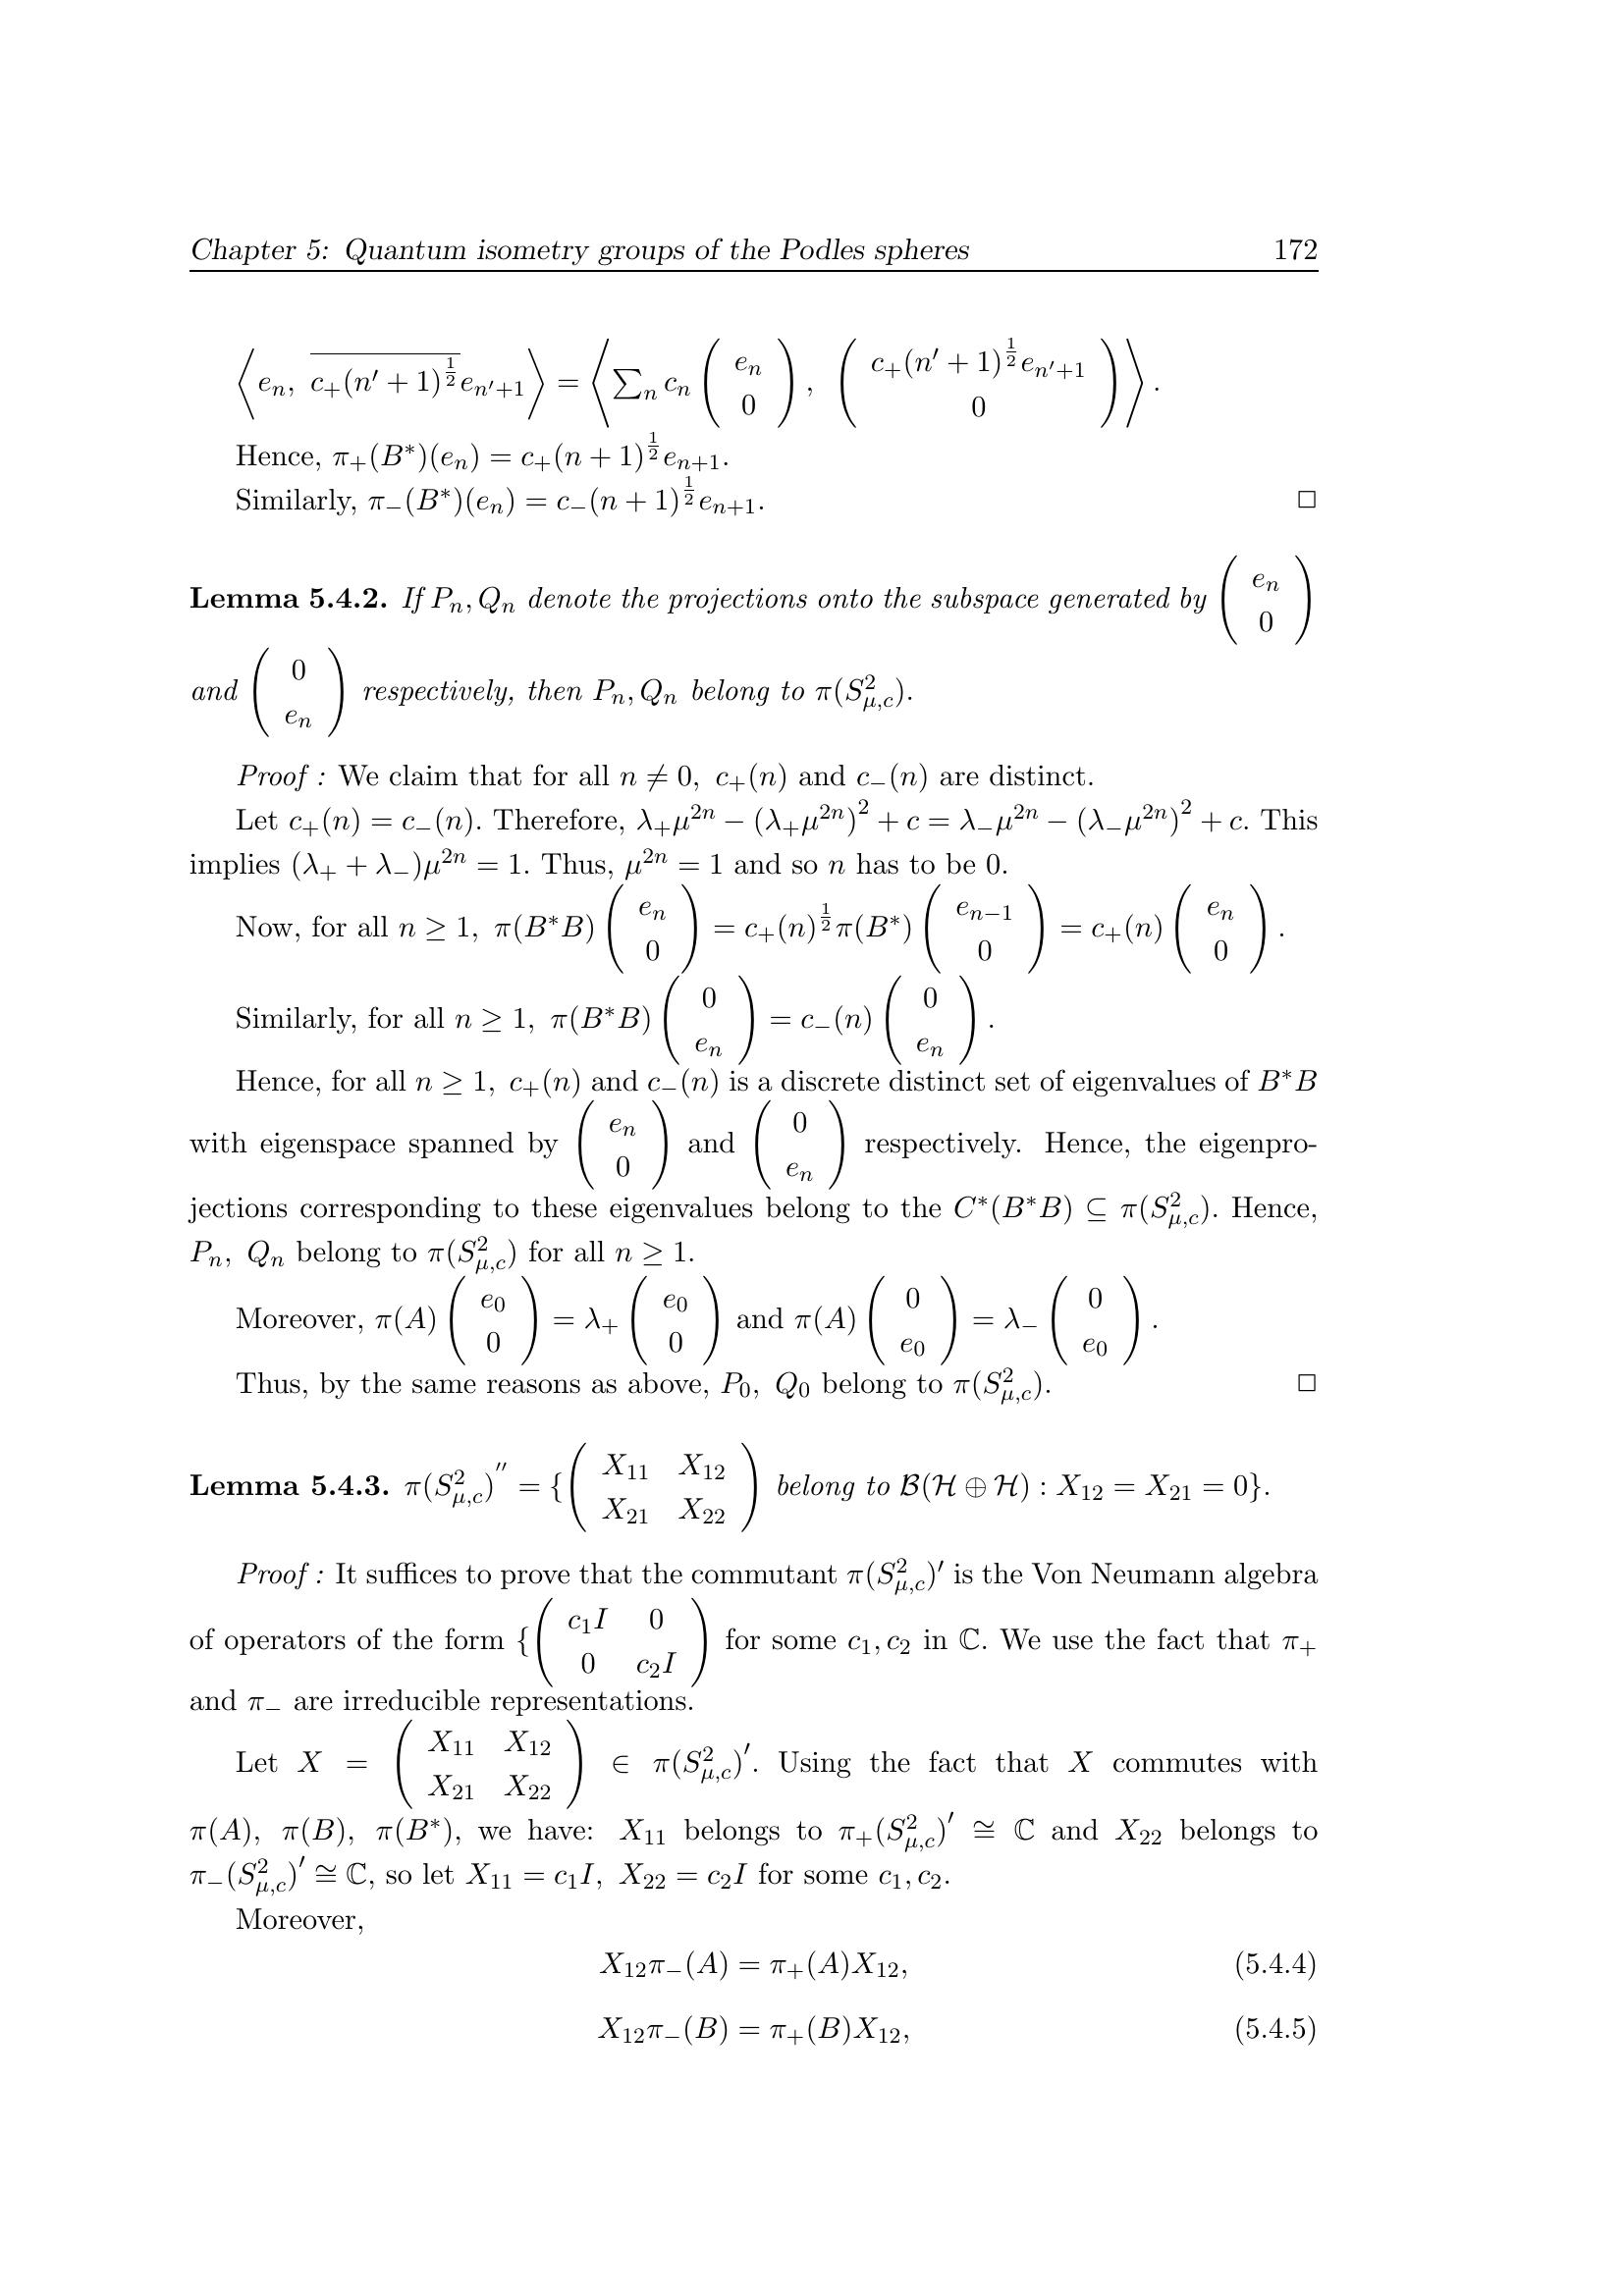 Chapter 5: Quantum isometry groups of the Podles spheres 172
$\left\langle e_n,\ \overline{c_+(n'+1)^{\frac{1}{2}}} e_{n'+1} \right\rangle = \left\langle \sum_n c_n \begin{pmatrix} e_n \\ 0 \end{pmatrix},\ \begin{pmatrix} c_+(n'+1)^{\frac{1}{2}} e_{n'+1} \\ 0 \end{pmatrix} \right\rangle.$
Hence, $\pi_+(B^*)(e_n) = c_+(n+1)^{\frac{1}{2}} e_{n+1}.$
Similarly, $\pi_-(B^*)(e_n) = c_-(n+1)^{\frac{1}{2}} e_{n+1}.$ □
Lemma 5.4.2. If $P_n, Q_n$ denote the projections onto the subspace generated by $\begin{pmatrix} e_n \\ 0 \end{pmatrix}$
and $\begin{pmatrix} 0 \\ e_n \end{pmatrix}$ respectively, then $P_n, Q_n$ belong to $\pi(S^2_{\mu,c})$.
Proof : We claim that for all $n \neq 0,\ c_+(n)$ and $c_-(n)$ are distinct.
Let $c_+(n) = c_-(n)$. Therefore, $\lambda_+\mu^{2n} - (\lambda_+\mu^{2n})^2 + c = \lambda_-\mu^{2n} - (\lambda_-\mu^{2n})^2 + c$. This
implies $(\lambda_+ + \lambda_-)\mu^{2n} = 1$. Thus, $\mu^{2n} = 1$ and so $n$ has to be 0.
Now, for all $n \geq 1,\ \pi(B^*B)\begin{pmatrix} e_n \\ 0 \end{pmatrix} = c_+(n)^{\frac{1}{2}}\pi(B^*)\begin{pmatrix} e_{n-1} \\ 0 \end{pmatrix} = c_+(n)\begin{pmatrix} e_n \\ 0 \end{pmatrix}.$
Similarly, for all $n \geq 1,\ \pi(B^*B)\begin{pmatrix} 0 \\ e_n \end{pmatrix} = c_-(n)\begin{pmatrix} 0 \\ e_n \end{pmatrix}.$
Hence, for all $n \geq 1,\ c_+(n)$ and $c_-(n)$ is a discrete distinct set of eigenvalues of $B^*B$
with eigenspace spanned by $\begin{pmatrix} e_n \\ 0 \end{pmatrix}$ and $\begin{pmatrix} 0 \\ e_n \end{pmatrix}$ respectively. Hence, the eigenpro-
jections corresponding to these eigenvalues belong to the $C^*(B^*B) \subseteq \pi(S^2_{\mu,c})$. Hence,
$P_n,\ Q_n$ belong to $\pi(S^2_{\mu,c})$ for all $n \geq 1$.
Moreover, $\pi(A)\begin{pmatrix} e_0 \\ 0 \end{pmatrix} = \lambda_+\begin{pmatrix} e_0 \\ 0 \end{pmatrix}$ and $\pi(A)\begin{pmatrix} 0 \\ e_0 \end{pmatrix} = \lambda_-\begin{pmatrix} 0 \\ e_0 \end{pmatrix}.$
Thus, by the same reasons as above, $P_0,\ Q_0$ belong to $\pi(S^2_{\mu,c})$. □
Lemma 5.4.3. $\pi(S^2_{\mu,c})'' = \{\begin{pmatrix} X_{11} & X_{12} \\ X_{21} & X_{22} \end{pmatrix}$ belong to $\mathcal{B}(\mathcal{H} \oplus \mathcal{H}) : X_{12} = X_{21} = 0\}$.
Proof : It suffices to prove that the commutant $\pi(S^2_{\mu,c})'$ is the Von Neumann algebra
of operators of the form $\{\begin{pmatrix} c_1I & 0 \\ 0 & c_2I \end{pmatrix}$ for some $c_1, c_2$ in $\mathbb{C}$. We use the fact that $\pi_+$
and $\pi_-$ are irreducible representations.
Let $X = \begin{pmatrix} X_{11} & X_{12} \\ X_{21} & X_{22} \end{pmatrix} \in \pi(S^2_{\mu,c})'$. Using the fact that $X$ commutes with
$\pi(A),\ \pi(B),\ \pi(B^*)$, we have: $X_{11}$ belongs to $\pi_+(S^2_{\mu,c})' \cong \mathbb{C}$ and $X_{22}$ belongs to
$\pi_-(S^2_{\mu,c})' \cong \mathbb{C}$, so let $X_{11} = c_1I,\ X_{22} = c_2I$ for some $c_1, c_2$.
Moreover,
$X_{12}\pi_-(A) = \pi_+(A)X_{12},$ (5.4.4)
$X_{12}\pi_-(B) = \pi_+(B)X_{12},$ (5.4.5)